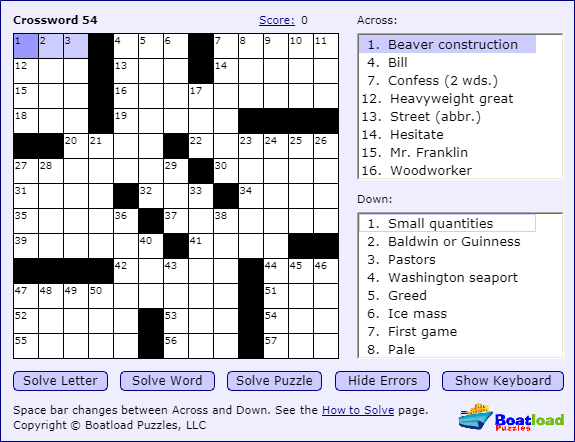 Crossword 54 Score: 0
1 2 3 4 5 6 7 8 9 10 11
12 13 14
15 16 17
18 19
20 21 22 23 24 25 26
27 28 29 30
31 32 33 34
35 36 37 38
39 40 41
42 43 44 45 46
47 48 49 50 51
52 53 54
55 56 57
Across:
1. Beaver construction
4. Bill
7. Confess (2 wds.)
12. Heavyweight great
13. Street (abbr.)
14. Hesitate
15. Mr. Franklin
16. Woodworker
Down:
1. Small quantities
2. Baldwin or Guinness
3. Pastors
4. Washington seaport
5. Greed
6. Ice mass
7. First game
8. Pale
Solve Letter Solve Word Solve Puzzle Hide Errors Show Keyboard
Space bar changes between Across and Down. See the How to Solve page.
Copyright © Boatload Puzzles, LLC
Boatload
Puzzles